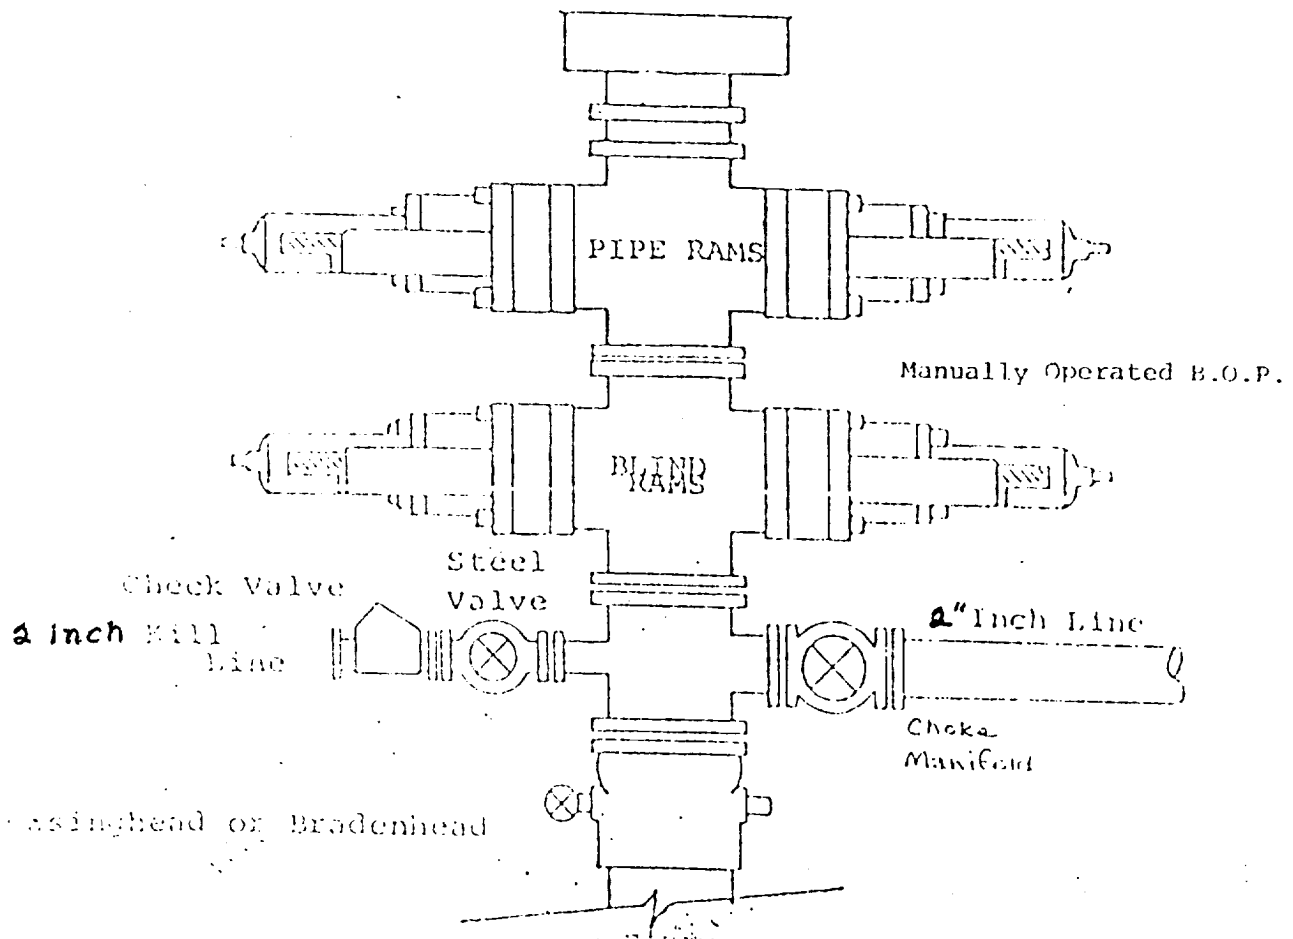 PIPE RAMS
Manually Operated B.O.P.
BLIND
RAMS
Steel
Valve
Check Valve
2 inch Kill
Line
2" Inch Line
Choke
Manifold
or Bradenhead